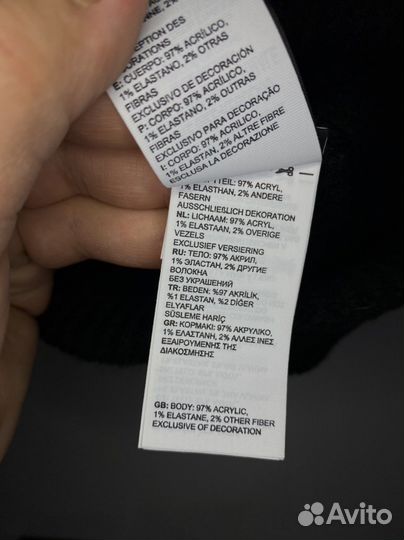 ONNE, 2%
EPTION DES
ORATIONS
E: CUERPO: 97% ACRÍLICO,
1% ELASTANO, 2% OTRAS
FIBRAS
EXCLUSIVO DE DECORACIÓN
P: CORPO: 97% ACRÍLICO,
1% ELASTANO, 2% OUTRAS
FIBRAS
EXCLUSIVO PARA DECORAÇÃO
I: CORPO: 97% ACRILICO,
1% ELASTAN, 2% ALTRE FIBRE
ESCLUSA LA DECORAZIONE
TEIL: 97% ACRYL,
1% ELASTHAN, 2% ANDERE
FASERN
AUSSCHLIEßLICH DEKORATION
NL: LICHAAM: 97% ACRYL,
1% ELASTAAN, 2% OVERIGE
VEZELS
EXCLUSIEF VERSIERING
RU: ТЕЛО: 97% АКРИЛ,
1% ЭЛАСТАН, 2% ДРУГИЕ
ВОЛОКНА
БЕЗ УКРАШЕНИЙ
TR: BEDEN: %97 AKRİLİK,
%1 ELASTAN, %2 DİĞER
ELYAFLAR
SÜSLEME HARİÇ
GR: ΚΟΡΜΑΚΙ: 97% ΑΚΡΥΛΙΚΟ,
1% ΕΛΑΣΤΑΝΗ, 2% ΑΛΛΕΣ ΙΝΕΣ
ΕΞΑΙΡΟΥΜΕΝΗΣ ΤΗΣ
ΔΙΑΚΟΣΜΗΣΗΣ
GB: BODY: 97% ACRYLIC,
1% ELASTANE, 2% OTHER FIBER
EXCLUSIVE OF DECORATION
Avito